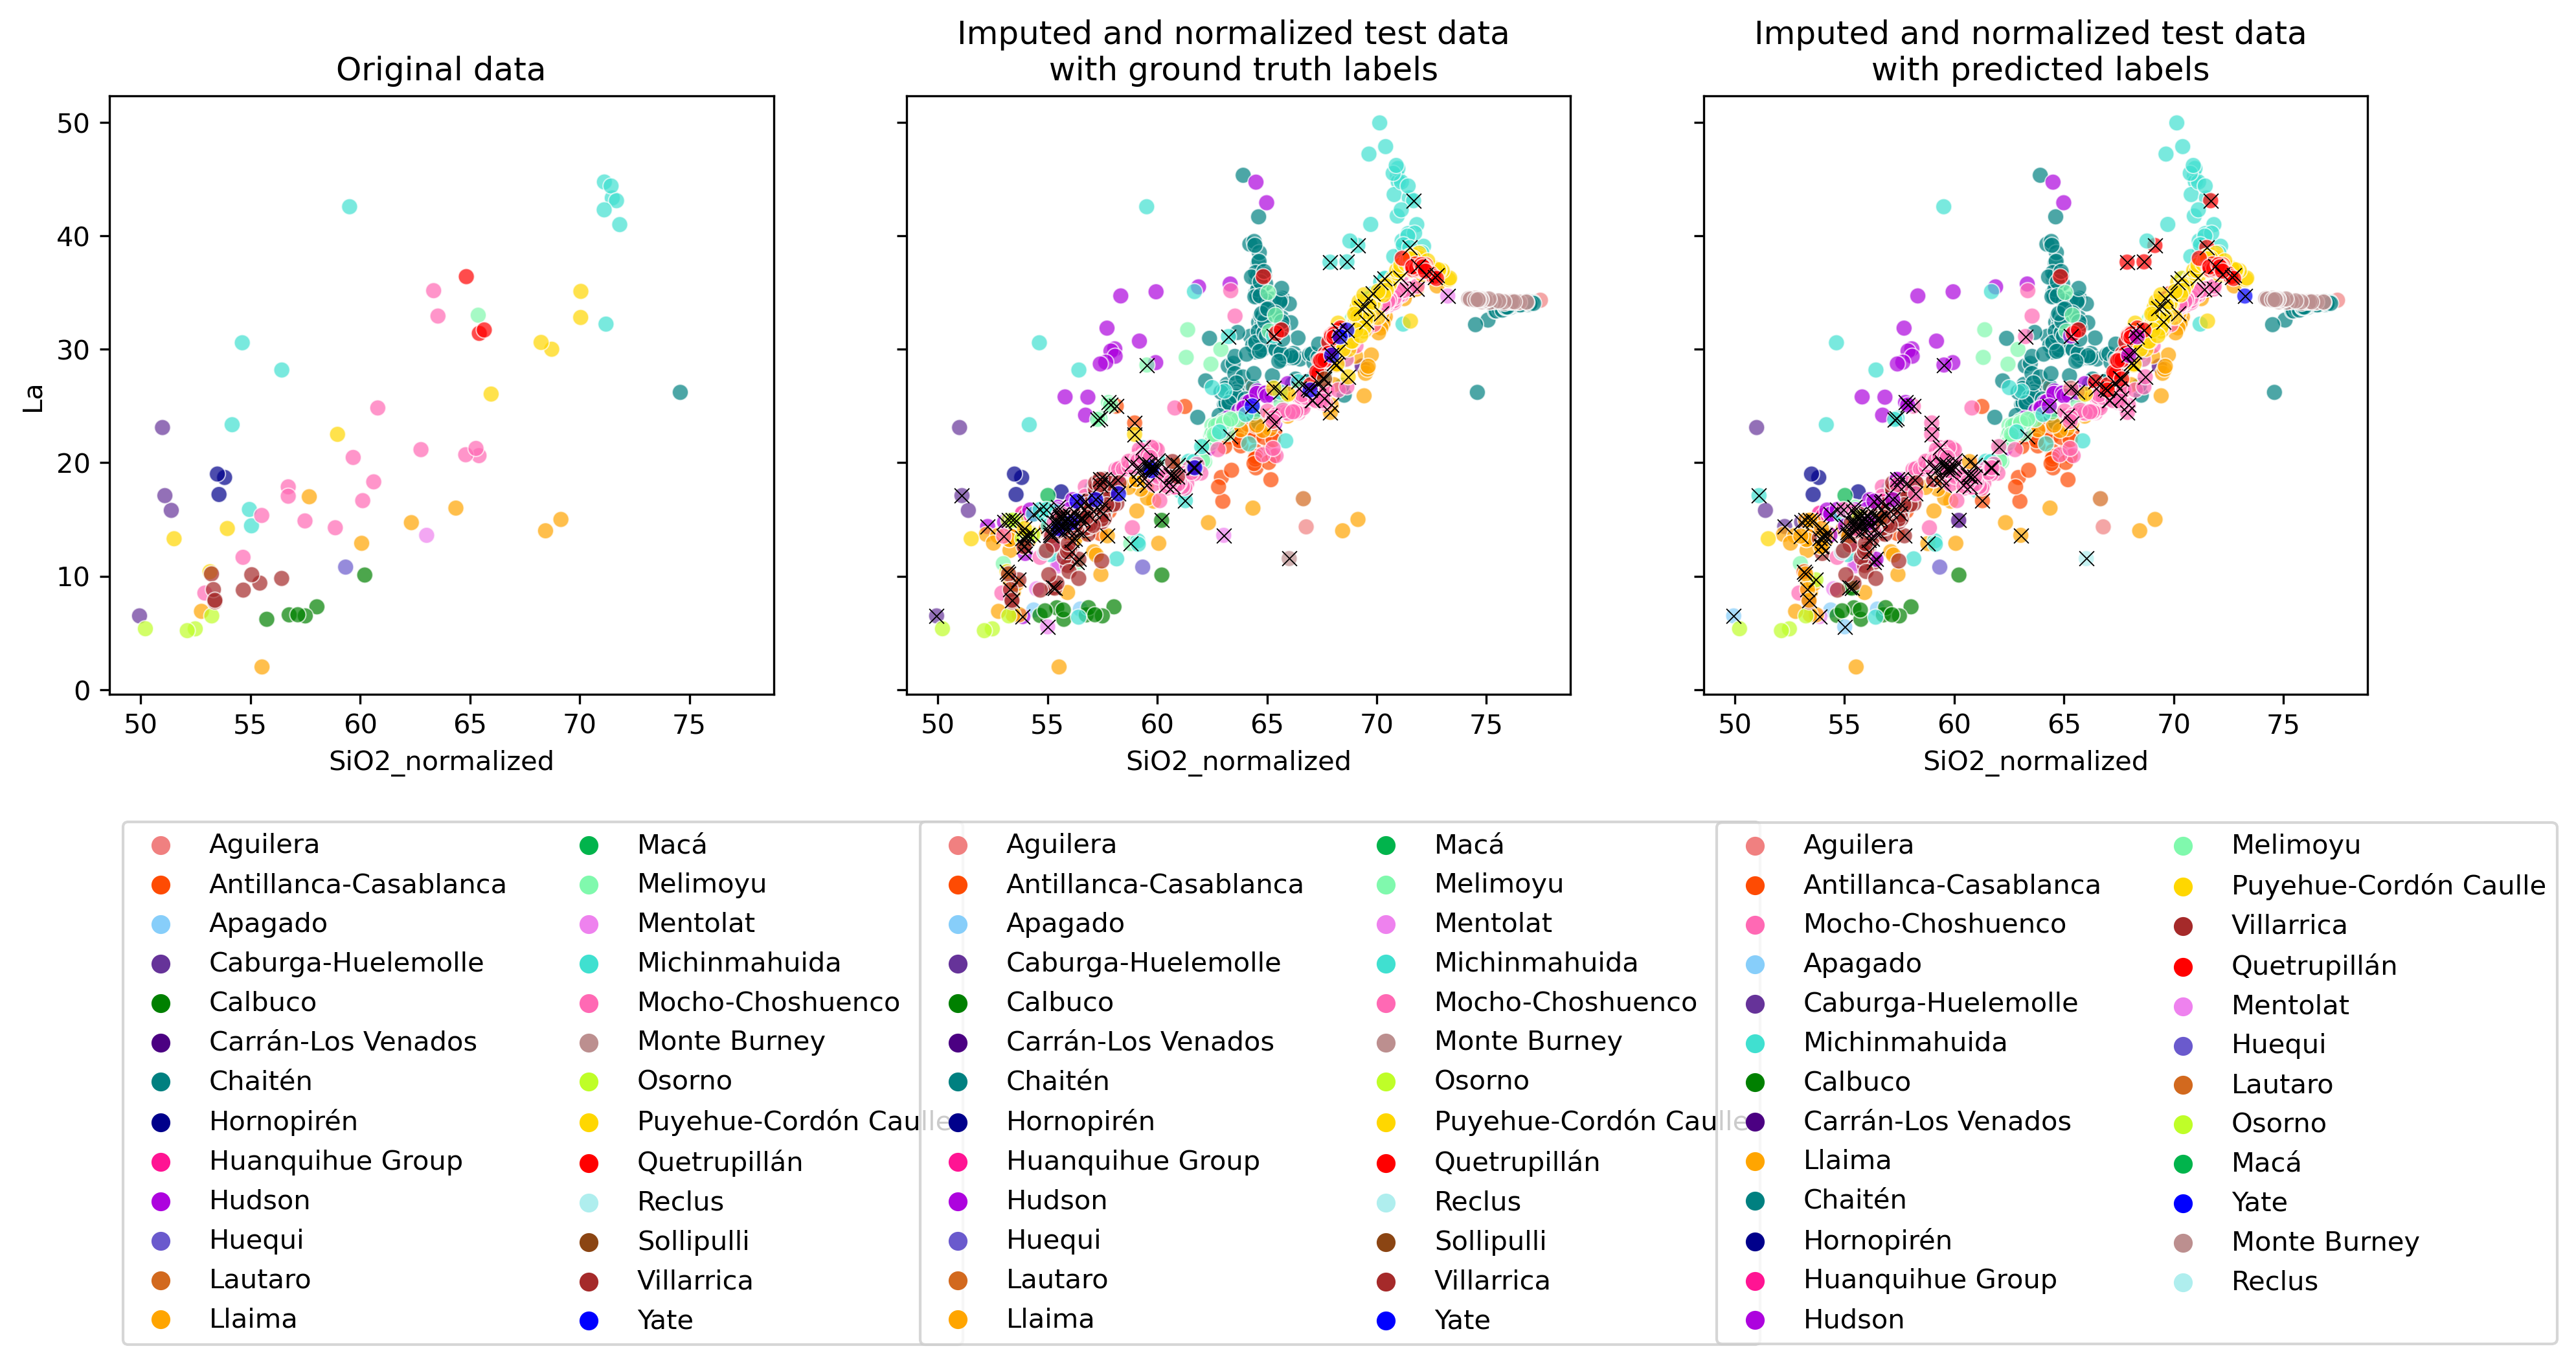 Original data
Imputed and normalized test data
with ground truth labels
Imputed and normalized test data
with predicted labels
La
50
40
30
20
10
0
50 55 60 65 70 75
SiO2_normalized
50 55 60 65 70 75
SiO2_normalized
50 55 60 65 70 75
SiO2_normalized
Aguilera
Antillanca-Casablanca
Apagado
Caburga-Huelemolle
Calbuco
Carrán-Los Venados
Chaitén
Hornopirén
Huanquihue Group
Hudson
Huequi
Lautaro
Llaima
Macá
Melimoyu
Mentolat
Michinmahuida
Mocho-Choshuenco
Monte Burney
Osorno
Puyehue-Cordón Caulle
Quetrupillán
Reclus
Sollipulli
Villarrica
Yate
Aguilera
Antillanca-Casablanca
Apagado
Caburga-Huelemolle
Calbuco
Carrán-Los Venados
Chaitén
Hornopirén
Huanquihue Group
Hudson
Huequi
Lautaro
Llaima
Macá
Melimoyu
Mentolat
Michinmahuida
Mocho-Choshuenco
Monte Burney
Osorno
Puyehue-Cordón Caulle
Quetrupillán
Reclus
Sollipulli
Villarrica
Yate
Aguilera
Antillanca-Casablanca
Mocho-Choshuenco
Apagado
Caburga-Huelemolle
Michinmahuida
Calbuco
Carrán-Los Venados
Llaima
Chaitén
Hornopirén
Huanquihue Group
Hudson
Melimoyu
Puyehue-Cordón Caulle
Villarrica
Quetrupillán
Mentolat
Huequi
Lautaro
Osorno
Macá
Yate
Monte Burney
Reclus